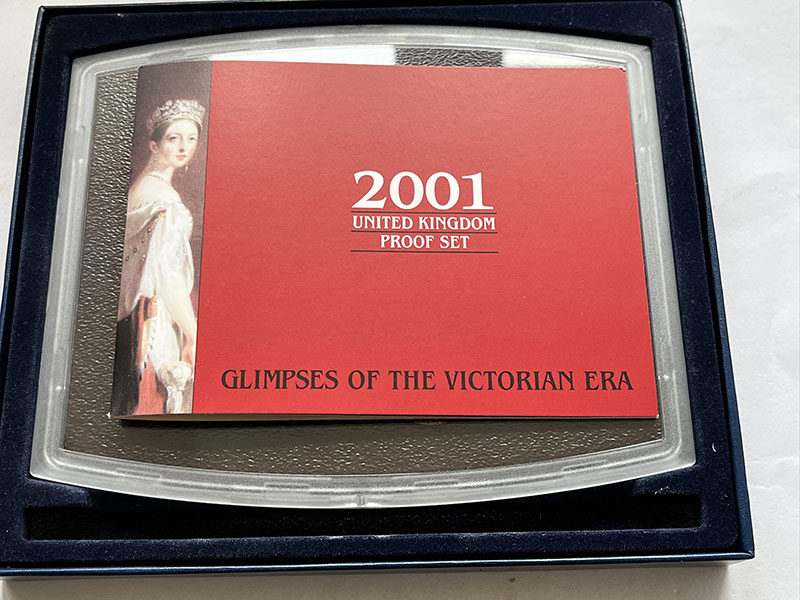 2001
UNITED KINGDOM
PROOF SET
GLIMPSES OF THE VICTORIAN ERA